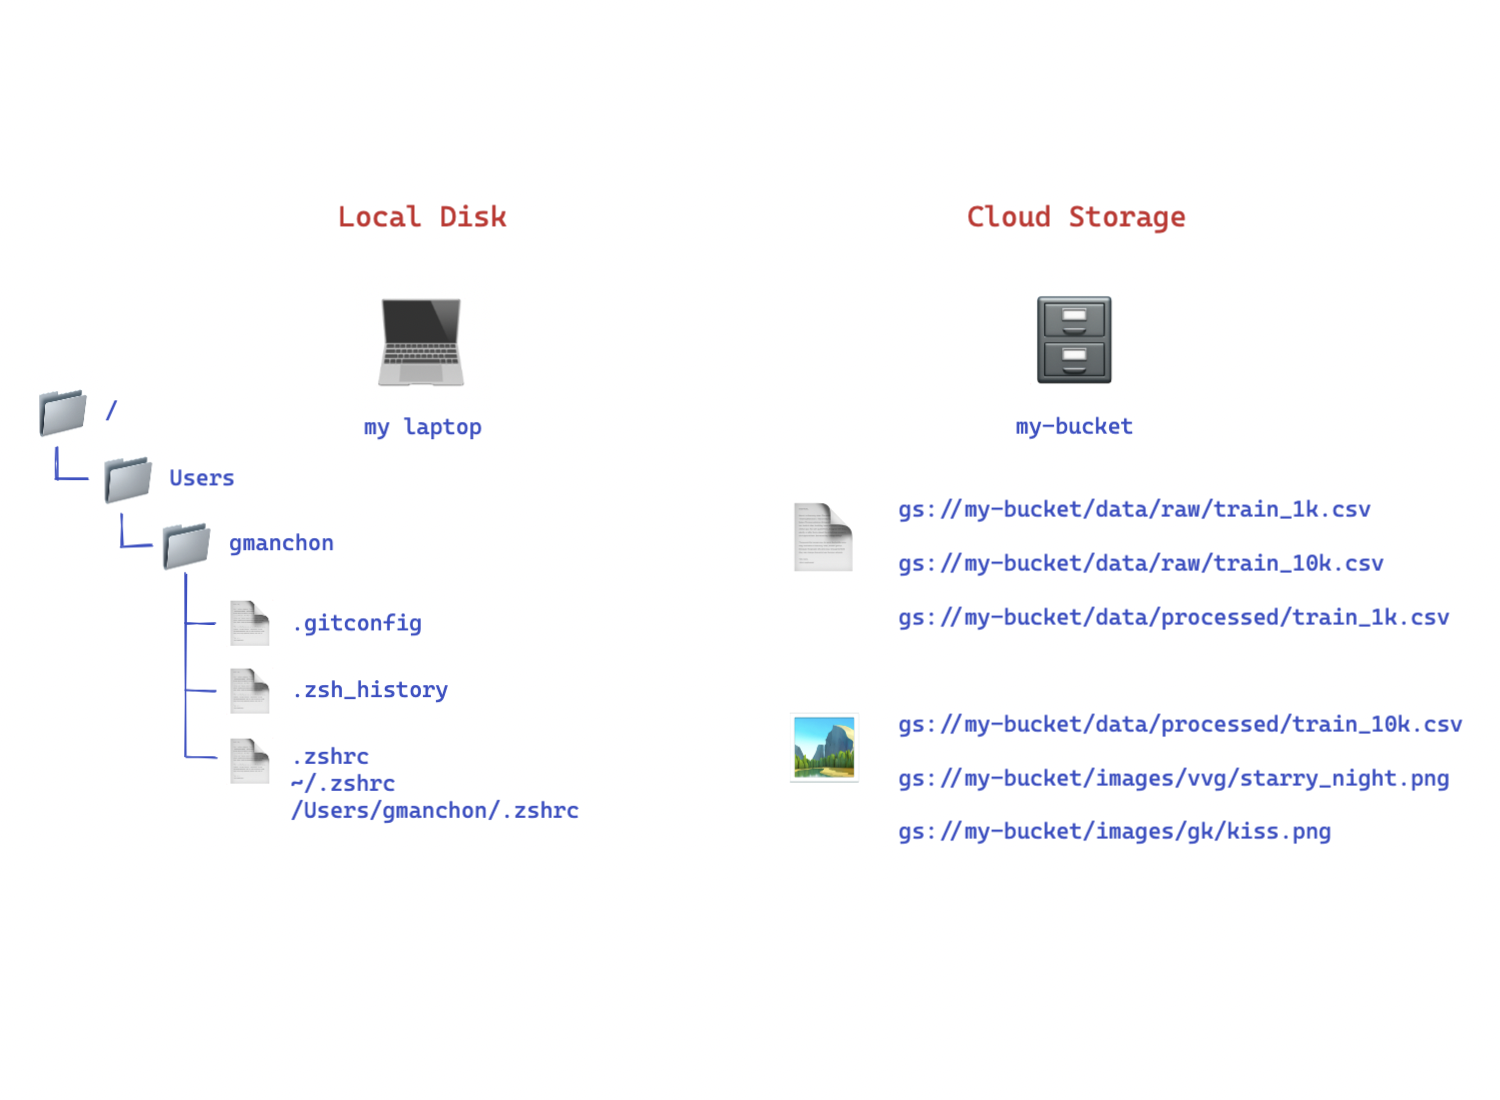 Local Disk
my laptop
/
Users
gmanchon
.gitconfig
.zsh_history
.zshrc
~/.zshrc
/Users/gmanchon/.zshrc
Cloud Storage
my-bucket
gs://my-bucket/data/raw/train_1k.csv
gs://my-bucket/data/raw/train_10k.csv
gs://my-bucket/data/processed/train_1k.csv
gs://my-bucket/data/processed/train_10k.csv
gs://my-bucket/images/vvg/starry_night.png
gs://my-bucket/images/gk/kiss.png